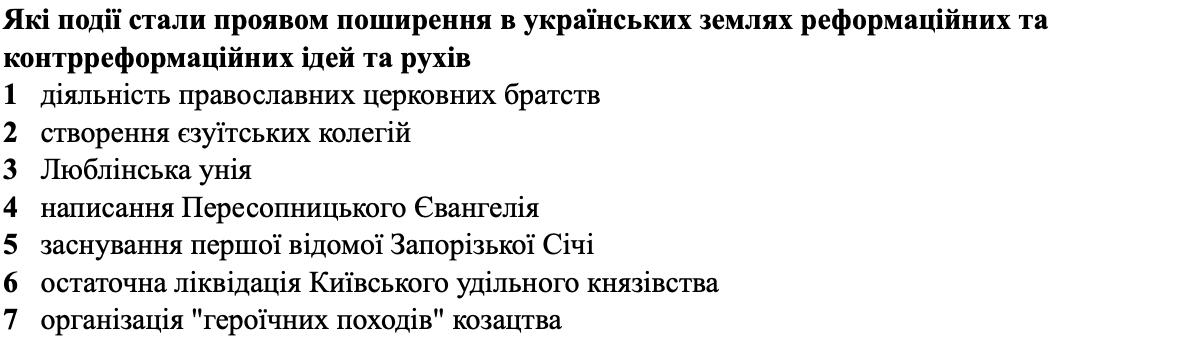 Які події стали проявом поширення в українських землях реформаційних та
контрреформаційних ідей та рухів
1 діяльність православних церковних братств
2 створення єзуїтських колегій
3 Люблінська унія
4 написання Пересопницького Євангелія
5 заснування першої відомої Запорізької Січі
6 остаточна ліквідація Київського удільного князівства
7 організація "героїчних походів" козацтва